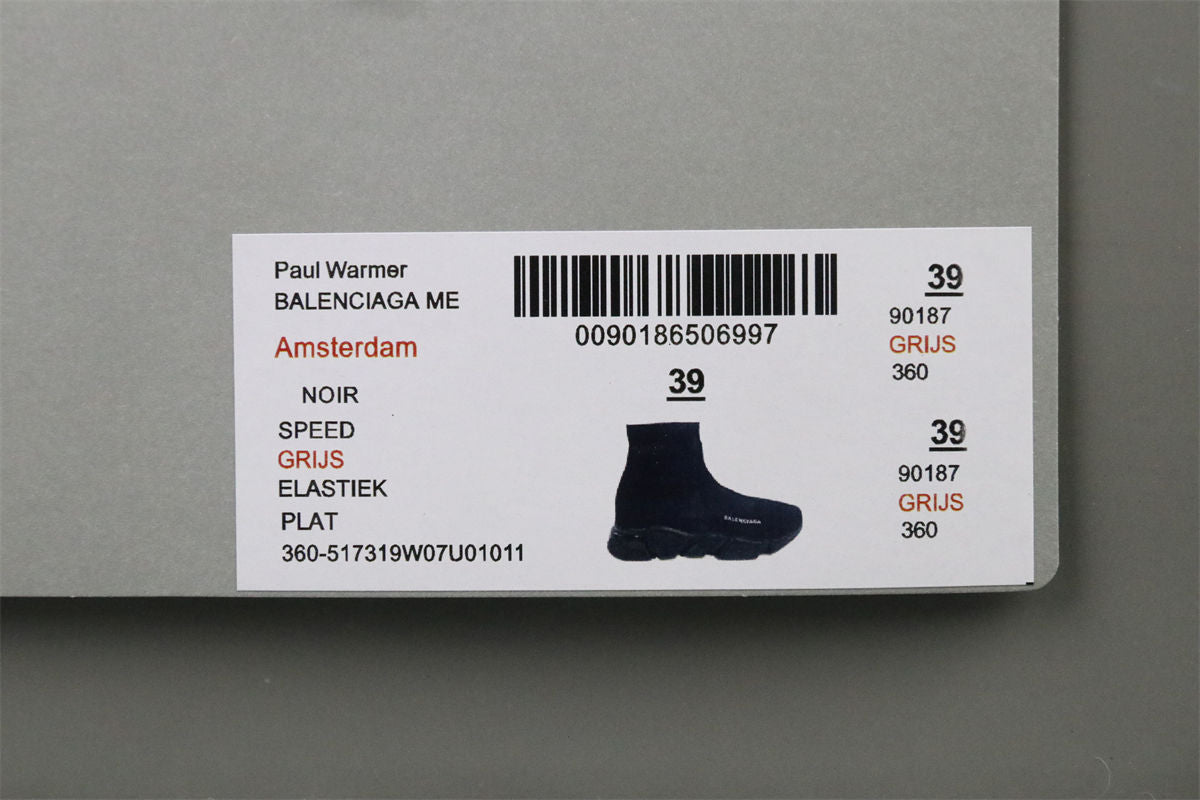 Paul Warmer
BALENCIAGA ME
Amsterdam
NOIR
SPEED
GRIJS
ELASTIEK
PLAT
360-517319W07U01011
0090186506997
39
BALENCIAGA
39
90187
GRIJS
360
39
90187
GRIJS
360